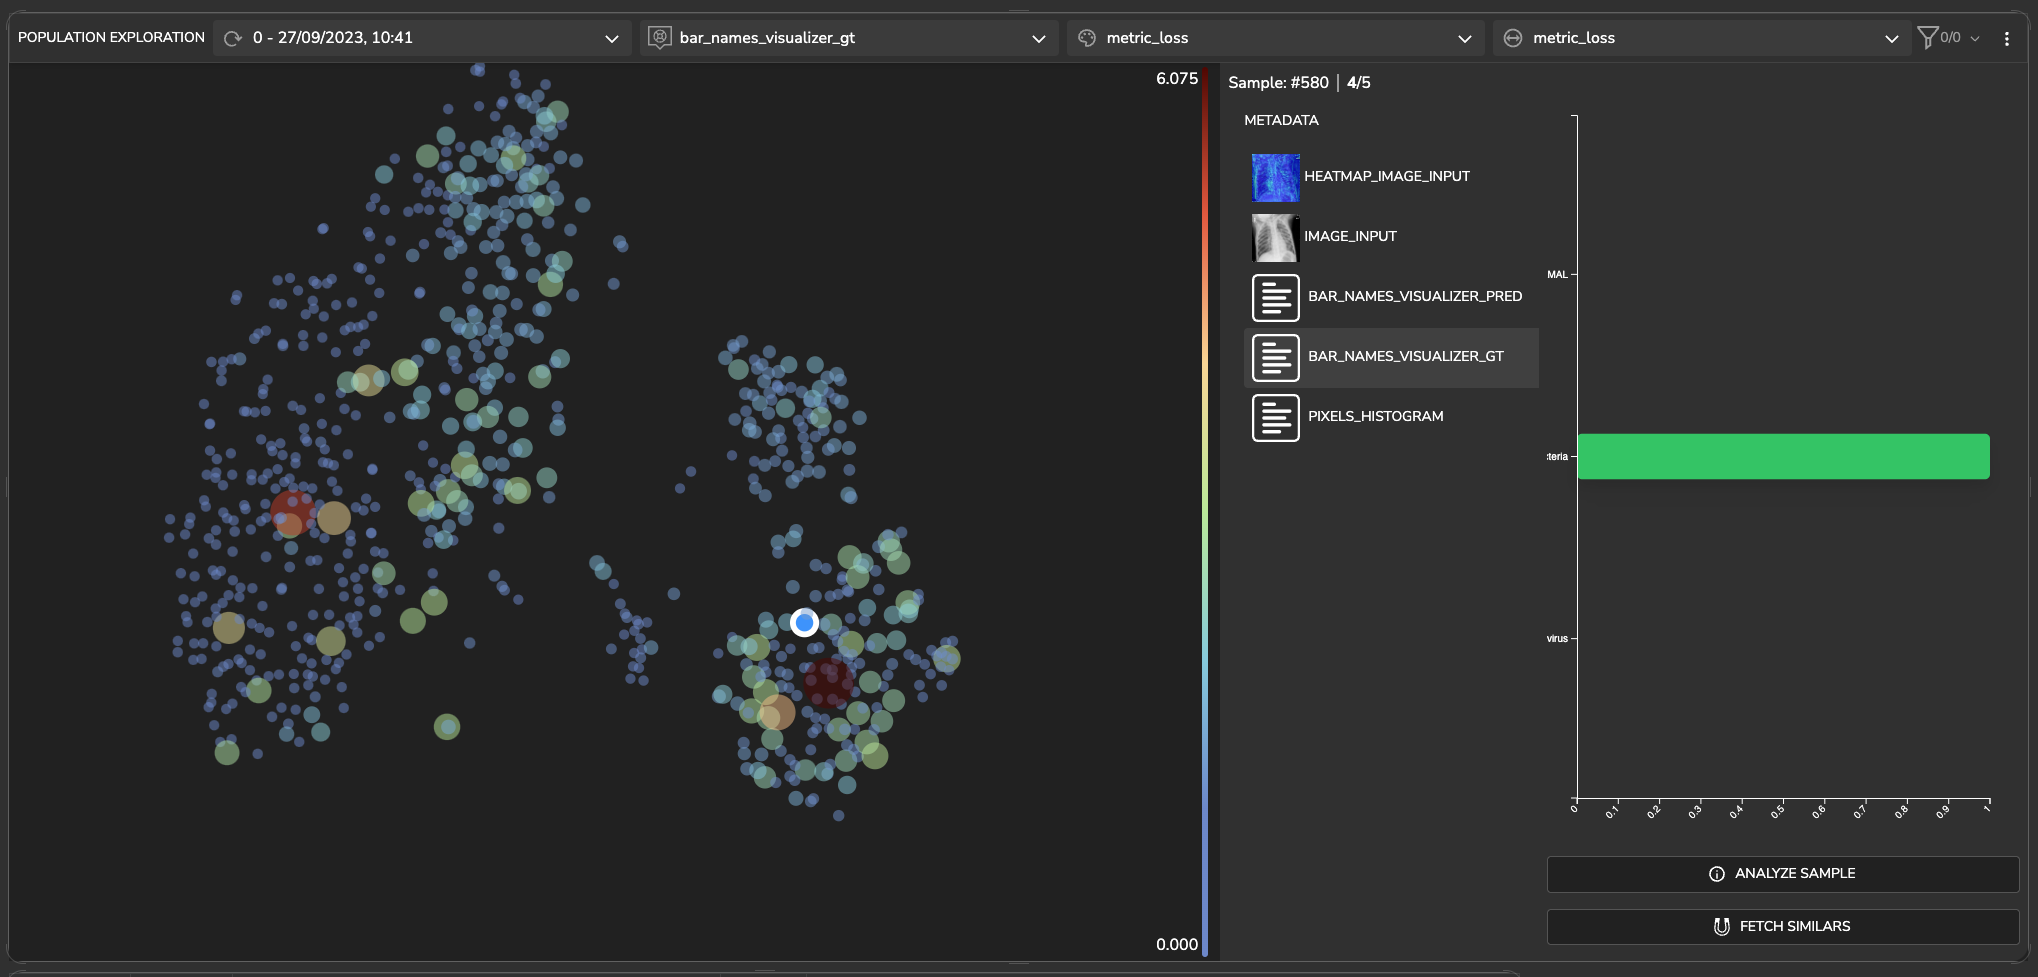 POPULATION EXPLORATION
0 - 27/09/2023, 10:41
bar_names_visualizer_gt
metric_loss
metric_loss
0/0
6.075
0.000
Sample: #580 | 4/5
METADATA
HEATMAP_IMAGE_INPUT
IMAGE_INPUT
BAR_NAMES_VISUALIZER_PRED
BAR_NAMES_VISUALIZER_GT
PIXELS_HISTOGRAM
MAL
cteria
virus
0
0.1
0.2
0.3
0.4
0.5
0.6
0.7
0.8
0.9
1
ANALYZE SAMPLE
FETCH SIMILARS